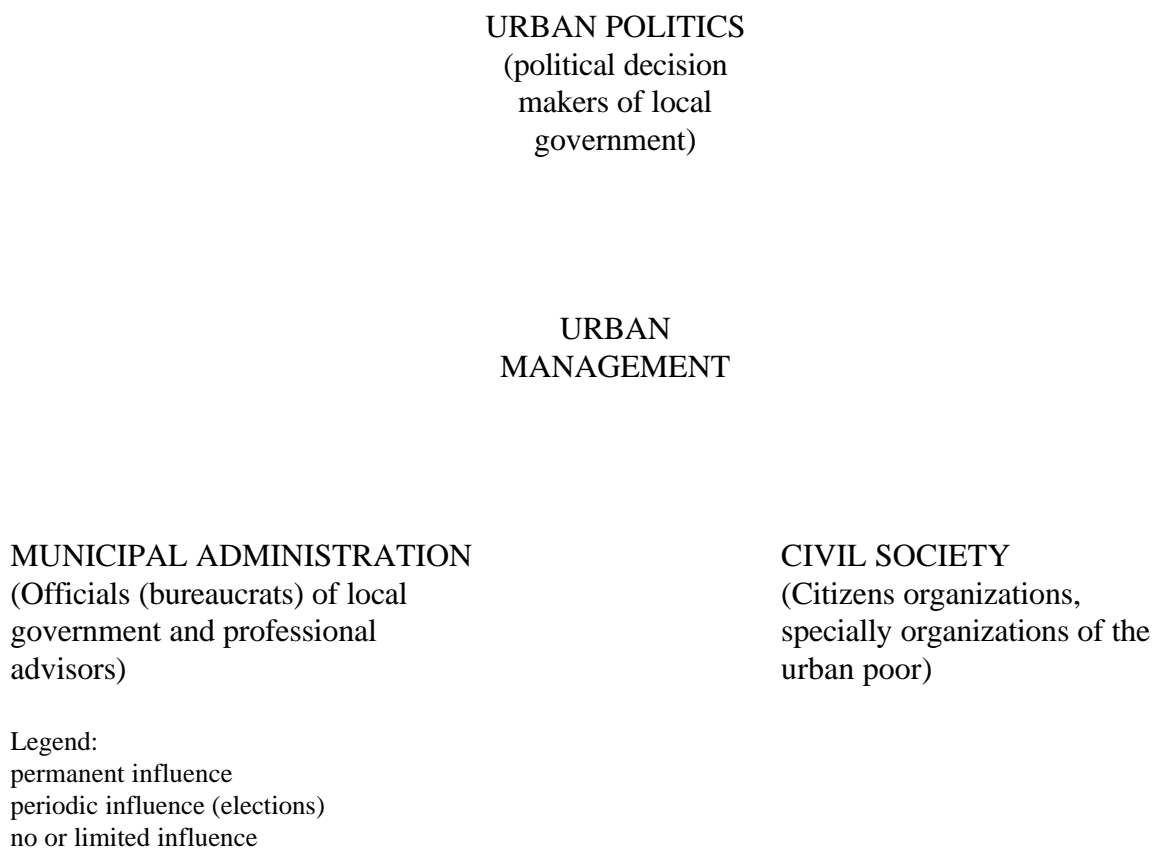 URBAN POLITICS
(political decision
makers of local
government)
URBAN
MANAGEMENT
MUNICIPAL ADMINISTRATION
(Officials (bureaucrats) of local
government and professional
advisors)
CIVIL SOCIETY
(Citizens organizations,
specially organizations of the
urban poor)
Legend:
permanent influence
periodic influence (elections)
no or limited influence